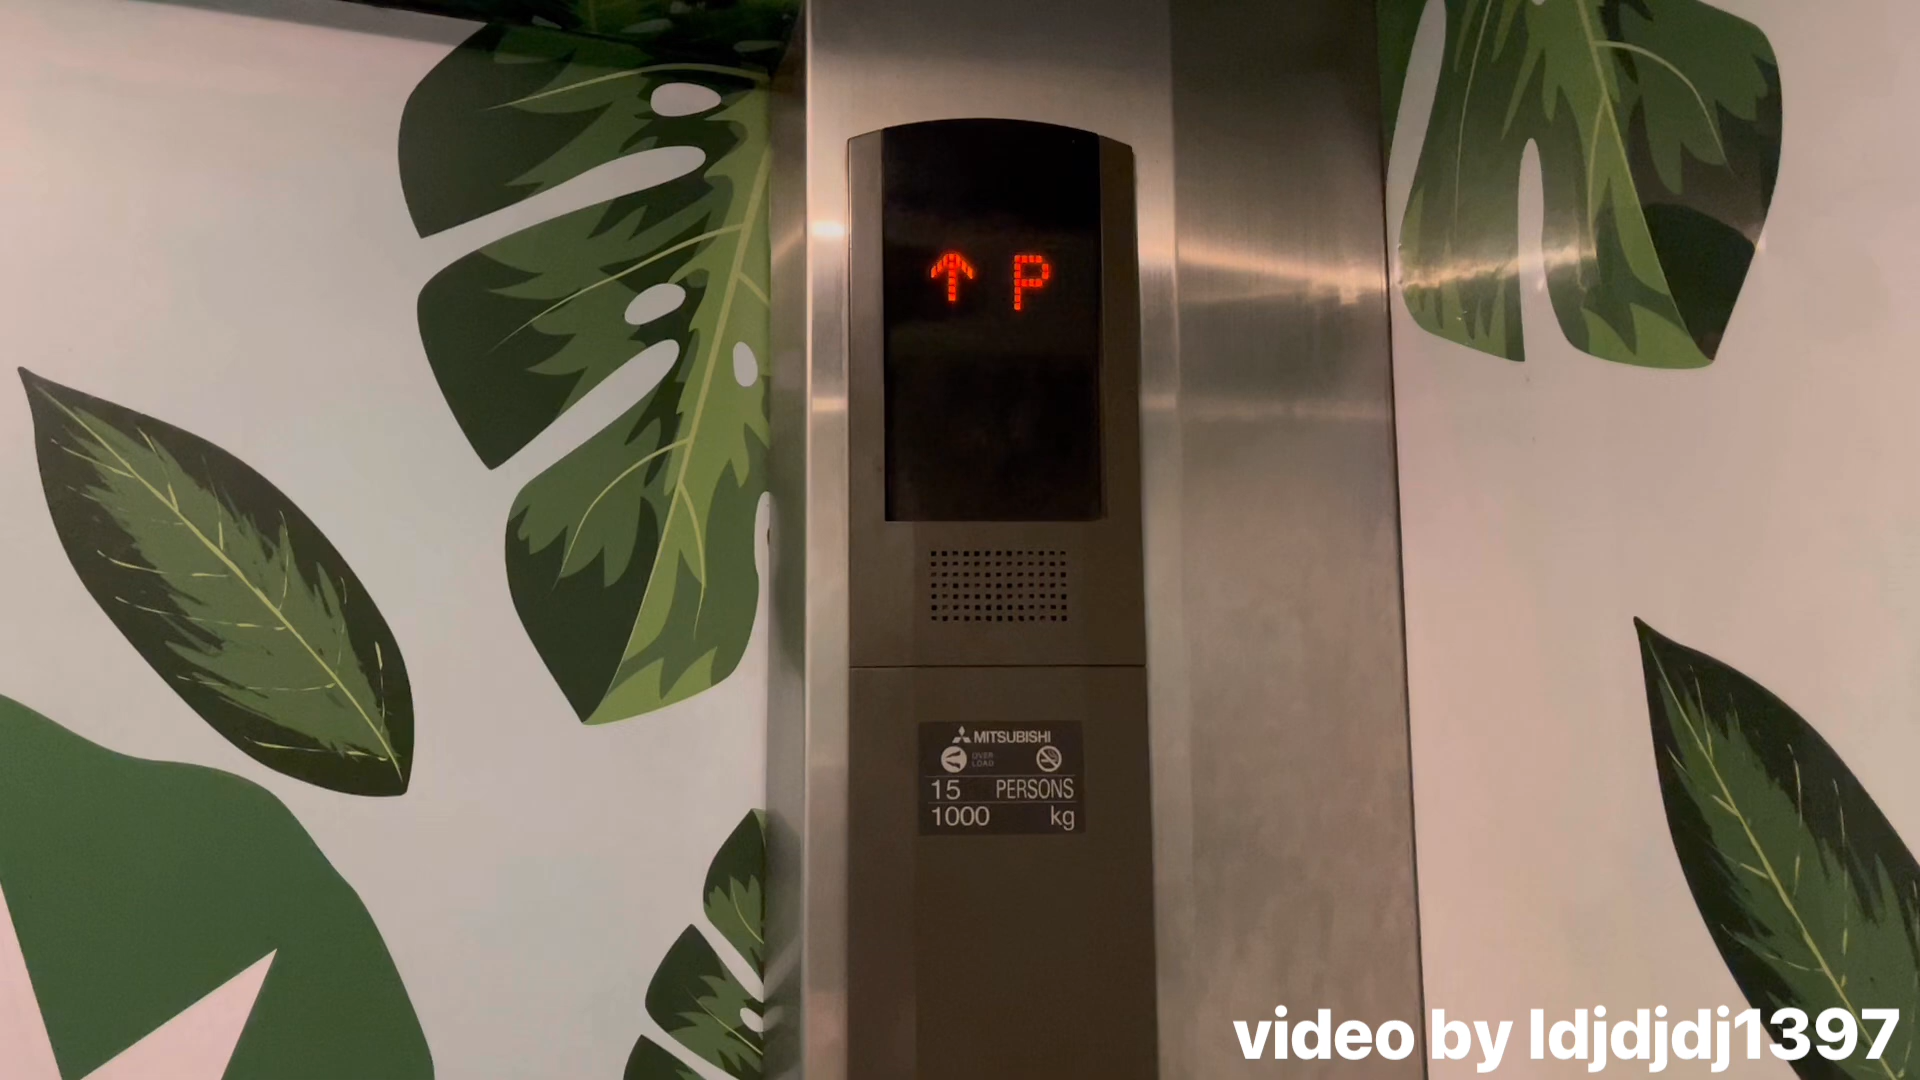 ↑ P
MITSUBISHI
OVER
LOAD
15 PERSONS
1000 kg
video by ldjdjdj1397